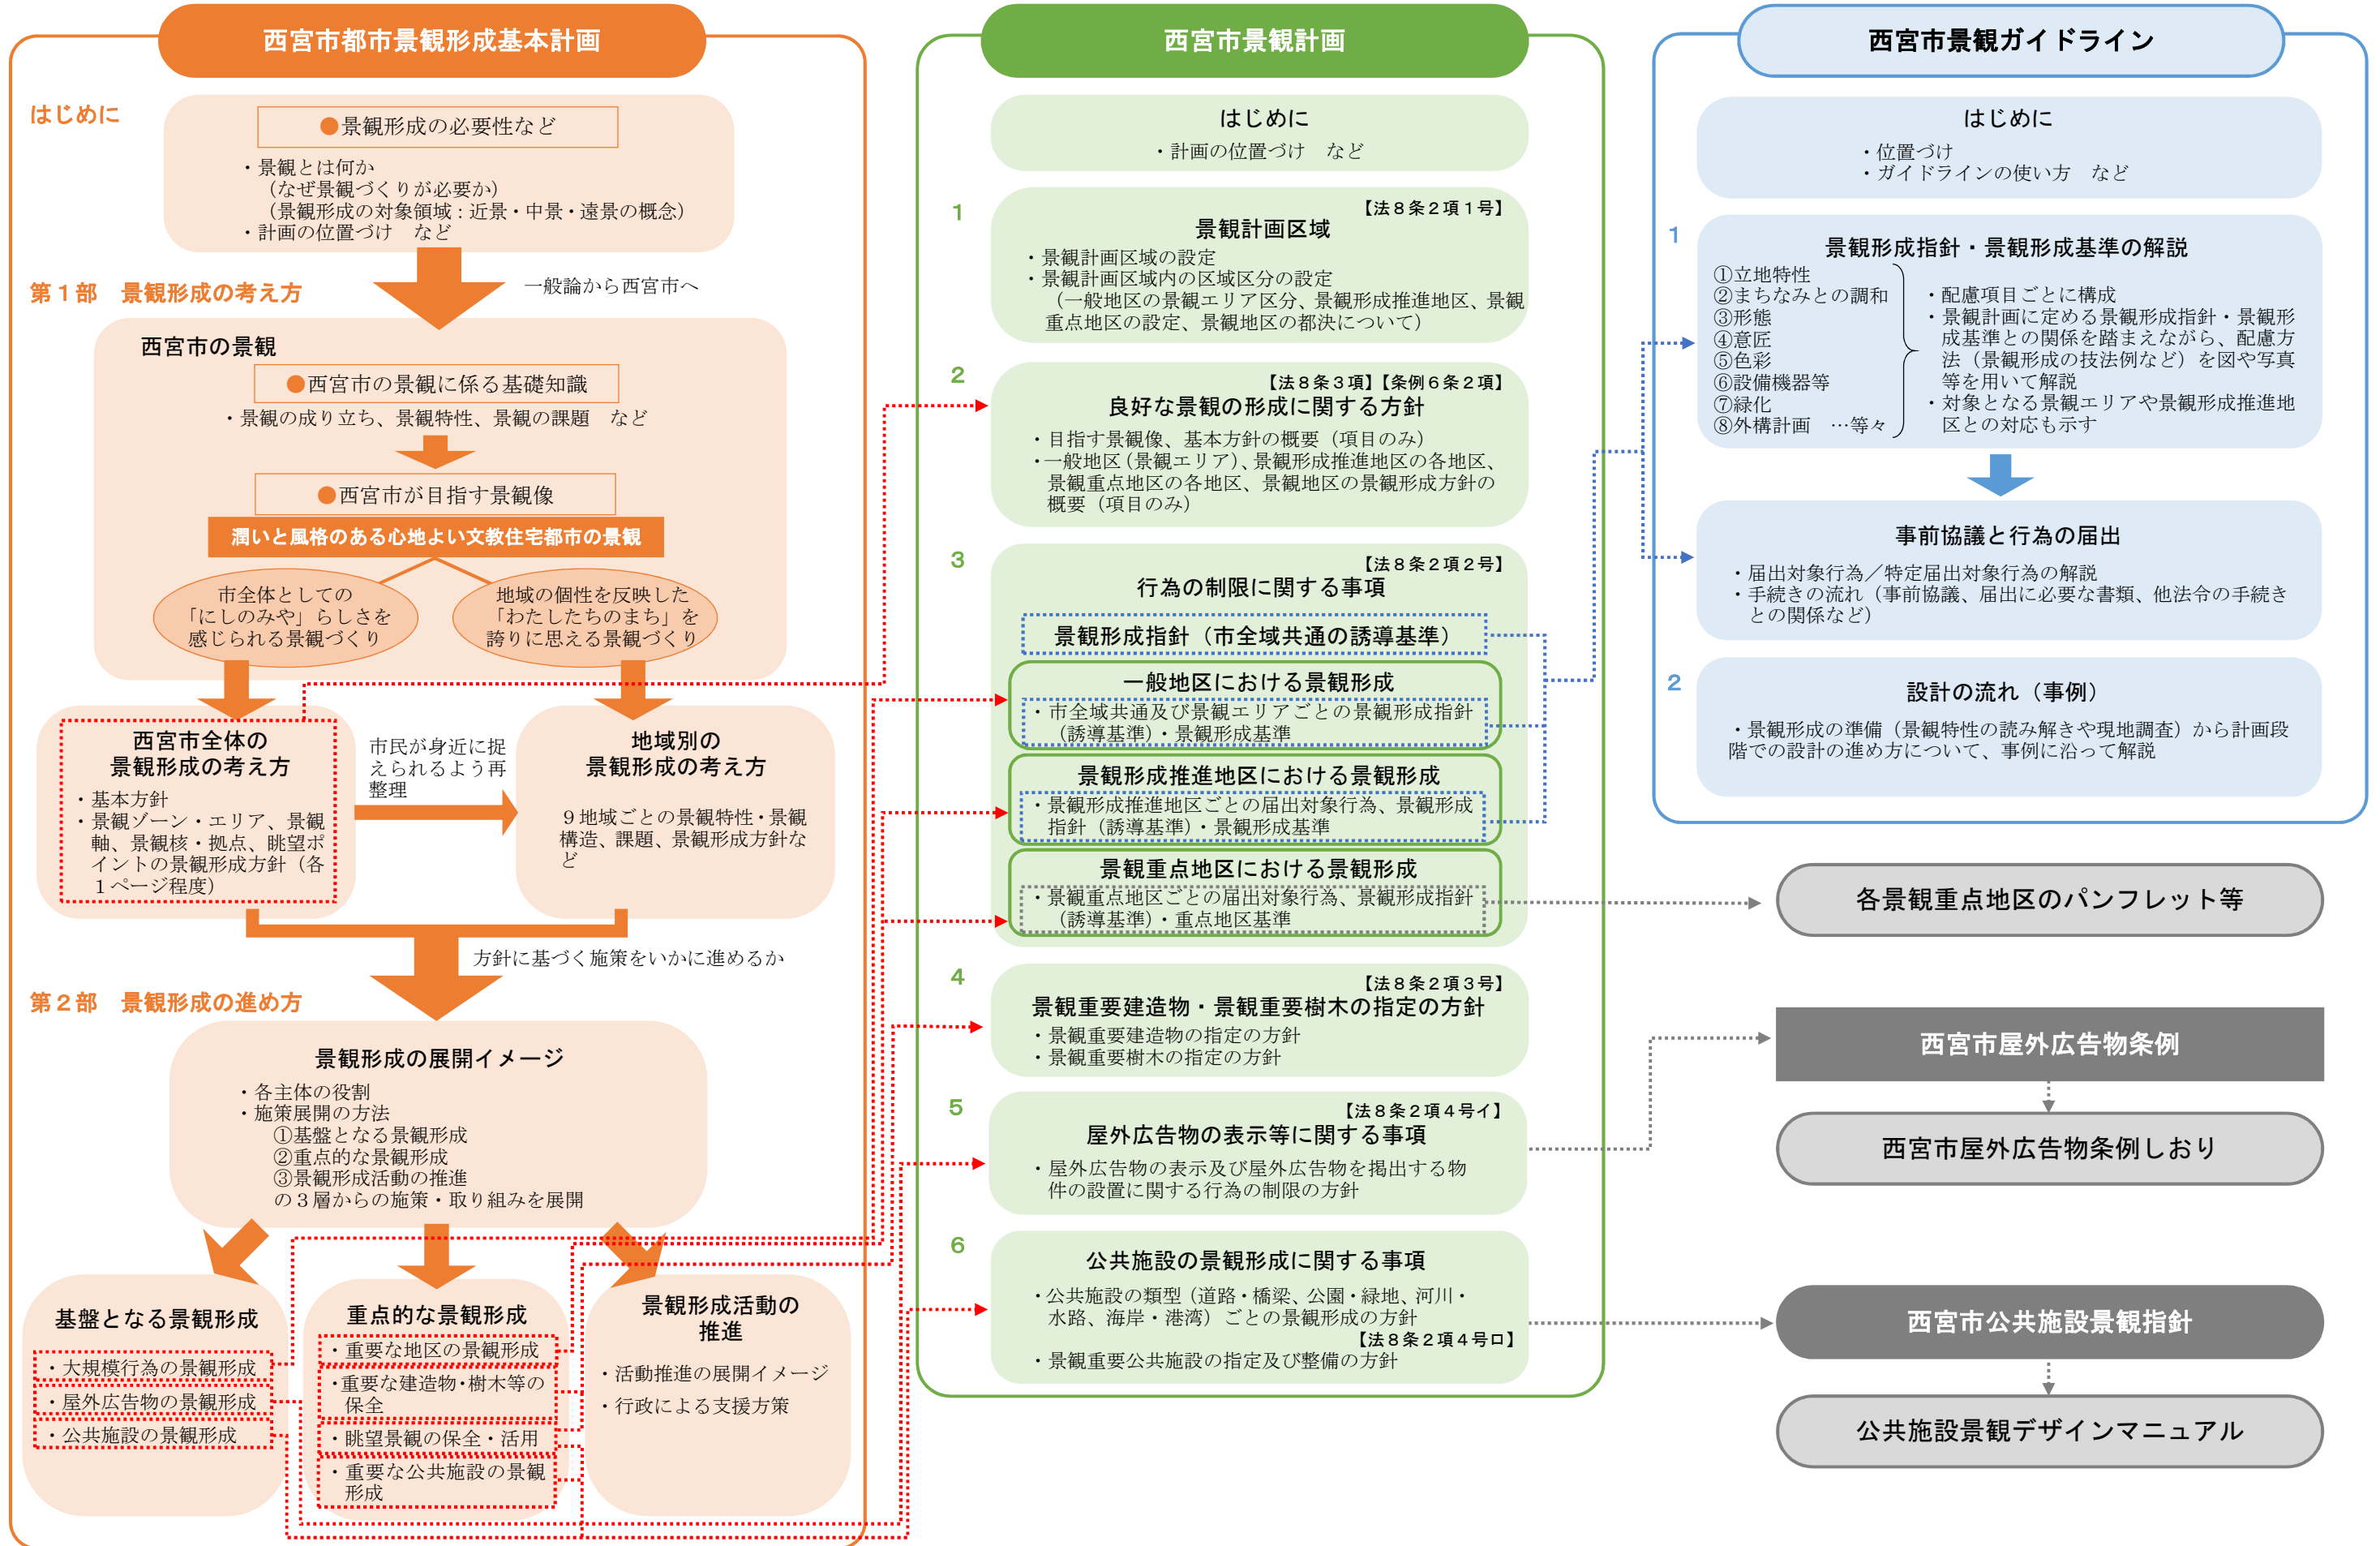 西宮市都市景観形成基本計画
はじめに
●景観形成の必要性など
・景観とは何か
（なぜ景観づくりが必要か）
（景観形成の対象領域：近景・中景・遠景の概念）
・計画の位置づけ　など
一般論から西宮市へ
第１部　景観形成の考え方
西宮市の景観
●西宮市の景観に係る基礎知識
・景観の成り立ち、景観特性、景観の課題　など
●西宮市が目指す景観像
潤いと風格のある心地よい文教住宅都市の景観
市全体としての
「にしのみや」らしさを
感じられる景観づくり
地域の個性を反映した
「わたしたちのまち」を
誇りに思える景観づくり
西宮市全体の
景観形成の考え方
・基本方針
・景観ゾーン・エリア、景観
軸、景観核・拠点、眺望ポ
イントの景観形成方針（各
１ページ程度）
市民が身近に捉
えられるよう再
整理
地域別の
景観形成の考え方
９地域ごとの景観特性・景観
構造、課題、景観形成方針な
ど
方針に基づく施策をいかに進めるか
第２部　景観形成の進め方
景観形成の展開イメージ
・各主体の役割
・施策展開の方法
①基盤となる景観形成
②重点的な景観形成
③景観形成活動の推進
の３層からの施策・取り組みを展開
基盤となる景観形成
・大規模行為の景観形成
・屋外広告物の景観形成
・公共施設の景観形成
重点的な景観形成
・重要な地区の景観形成
・重要な建造物・樹木等の
保全
・眺望景観の保全・活用
・重要な公共施設の景観
形成
景観形成活動の
推進
・活動推進の展開イメージ
・行政による支援方策
西宮市景観計画
はじめに
・計画の位置づけ　など
1
【法８条２項１号】
景観計画区域
・景観計画区域の設定
・景観計画区域内の区域区分の設定
（一般地区の景観エリア区分、景観形成推進地区、景観
重点地区の設定、景観地区の都決について）
2
【法８条３項】【条例６条２項】
良好な景観の形成に関する方針
・目指す景観像、基本方針の概要（項目のみ）
・一般地区（景観エリア）、景観形成推進地区の各地区、
景観重点地区の各地区、景観地区の景観形成方針の
概要（項目のみ）
3
【法８条２項２号】
行為の制限に関する事項
景観形成指針（市全域共通の誘導基準）
一般地区における景観形成
・市全域共通及び景観エリアごとの景観形成指針
（誘導基準）・景観形成基準
景観形成推進地区における景観形成
・景観形成推進地区ごとの届出対象行為、景観形成
指針（誘導基準）・景観形成基準
景観重点地区における景観形成
・景観重点地区ごとの届出対象行為、景観形成指針
（誘導基準）・重点地区基準
4
【法８条２項３号】
景観重要建造物・景観重要樹木の指定の方針
・景観重要建造物の指定の方針
・景観重要樹木の指定の方針
5
【法８条２項４号イ】
屋外広告物の表示等に関する事項
・屋外広告物の表示及び屋外広告物を掲出する物
件の設置に関する行為の制限の方針
6
公共施設の景観形成に関する事項
・公共施設の類型（道路・橋梁、公園・緑地、河川・
水路、海岸・港湾）ごとの景観形成の方針
【法８条２項４号ロ】
・景観重要公共施設の指定及び整備の方針
西宮市景観ガイドライン
はじめに
・位置づけ
・ガイドラインの使い方　など
1
景観形成指針・景観形成基準の解説
①立地特性
②まちなみとの調和
③形態
④意匠
⑤色彩
⑥設備機器等
⑦緑化
⑧外構計画　…等々
・配慮項目ごとに構成
・景観計画に定める景観形成指針・景観形
成基準との関係を踏まえながら、配慮方
法（景観形成の技法例など）を図や写真
等を用いて解説
・対象となる景観エリアや景観形成推進地
区との対応も示す
事前協議と行為の届出
・届出対象行為／特定届出対象行為の解説
・手続きの流れ（事前協議、届出に必要な書類、他法令の手続き
との関係など）
2
設計の流れ（事例）
・景観形成の準備（景観特性の読み解きや現地調査）から計画段
階での設計の進め方について、事例に沿って解説
各景観重点地区のパンフレット等
西宮市屋外広告物条例
西宮市屋外広告物条例しおり
西宮市公共施設景観指針
公共施設景観デザインマニュアル